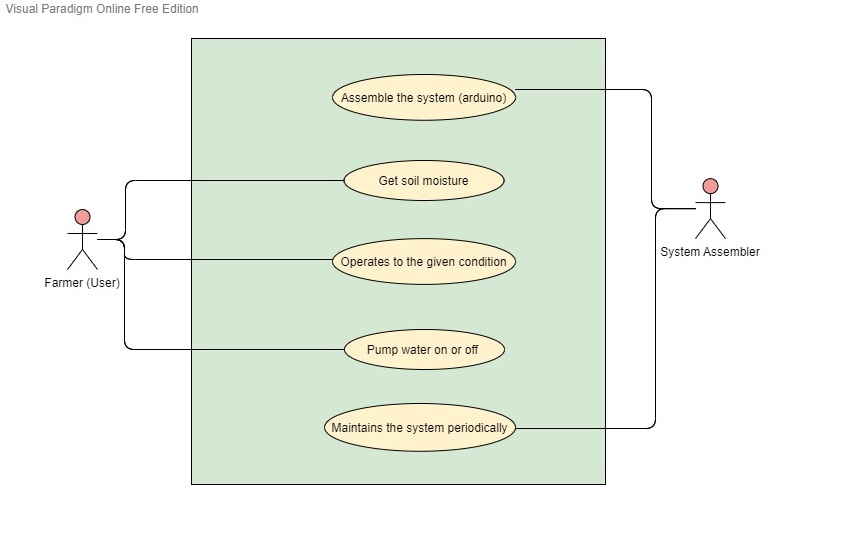 Visual Paradigm Online Free Edition
Assemble the system (arduino)
Get soil moisture
Operates to the given condition
Pump water on or off
Maintains the system periodically
Farmer (User)
System Assembler